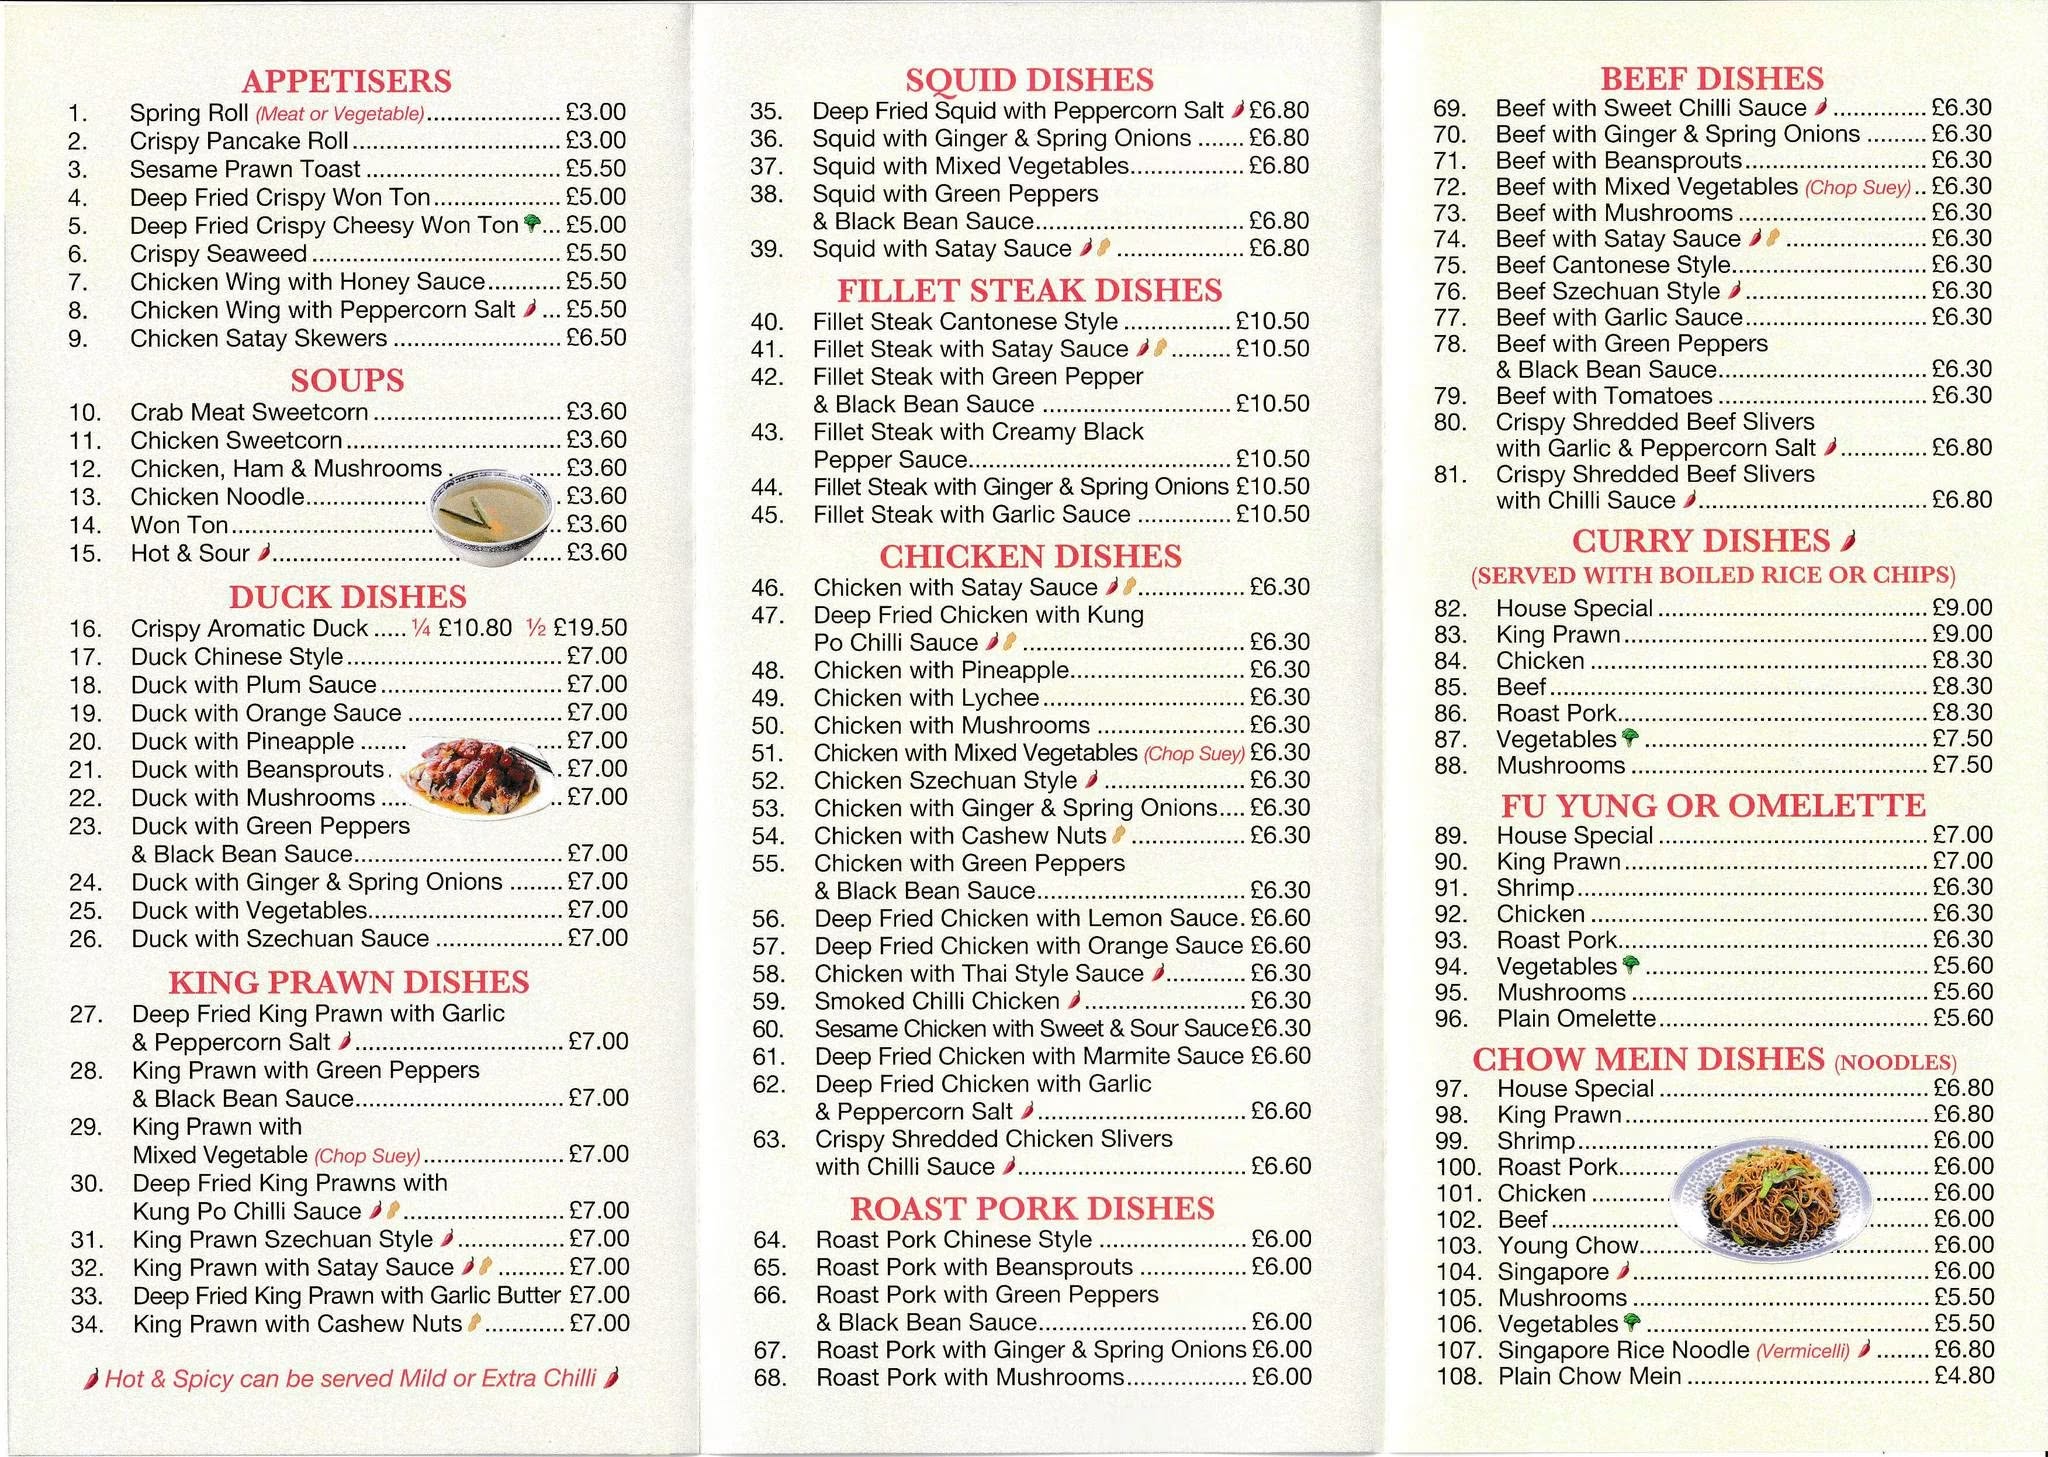 APPETISERS
1. Spring Roll (Meat or Vegetable).................... £3.00
2. Crispy Pancake Roll............................... £3.00
3. Sesame Prawn Toast ............................. £5.50
4. Deep Fried Crispy Won Ton................... £5.00
5. Deep Fried Crispy Cheesy Won Ton ... £5.00
6. Crispy Seaweed..................................... £5.50
7. Chicken Wing with Honey Sauce........... £5.50
8. Chicken Wing with Peppercorn Salt ... £5.50
9. Chicken Satay Skewers ......................... £6.50
SOUPS
10. Crab Meat Sweetcorn............................ £3.60
11. Chicken Sweetcorn................................ £3.60
12. Chicken, Ham & Mushrooms ...... £3.60
13. Chicken Noodle................... £3.60
14. Won Ton.............................. £3.60
15. Hot & Sour ............................ £3.60
DUCK DISHES
16. Crispy Aromatic Duck ..... ¼ £10.80 ½ £19.50
17. Duck Chinese Style................................ £7.00
18. Duck with Plum Sauce........................... £7.00
19. Duck with Orange Sauce ....................... £7.00
20. Duck with Pineapple ....... £7.00
21. Duck with Beansprouts. . £7.00
22. Duck with Mushrooms ..... £7.00
23. Duck with Green Peppers
& Black Bean Sauce............................... £7.00
24. Duck with Ginger & Spring Onions ........ £7.00
25. Duck with Vegetables............................. £7.00
26. Duck with Szechuan Sauce ................... £7.00
KING PRAWN DISHES
27. Deep Fried King Prawn with Garlic
& Peppercorn Salt ............................... £7.00
28. King Prawn with Green Peppers
& Black Bean Sauce............................... £7.00
29. King Prawn with
Mixed Vegetable (Chop Suey)..................... £7.00
30. Deep Fried King Prawns with
Kung Po Chilli Sauce ........................ £7.00
31. King Prawn Szechuan Style ................ £7.00
32. King Prawn with Satay Sauce .......... £7.00
33. Deep Fried King Prawn with Garlic Butter £7.00
34. King Prawn with Cashew Nuts ............ £7.00
Hot & Spicy can be served Mild or Extra Chilli
SQUID DISHES
35. Deep Fried Squid with Peppercorn Salt £6.80
36. Squid with Ginger & Spring Onions ....... £6.80
37. Squid with Mixed Vegetables................. £6.80
38. Squid with Green Peppers
& Black Bean Sauce............................... £6.80
39. Squid with Satay Sauce ................... £6.80
FILLET STEAK DISHES
40. Fillet Steak Cantonese Style ................ £10.50
41. Fillet Steak with Satay Sauce ......... £10.50
42. Fillet Steak with Green Pepper
& Black Bean Sauce ............................ £10.50
43. Fillet Steak with Creamy Black
Pepper Sauce....................................... £10.50
44. Fillet Steak with Ginger & Spring Onions £10.50
45. Fillet Steak with Garlic Sauce .............. £10.50
CHICKEN DISHES
46. Chicken with Satay Sauce ................ £6.30
47. Deep Fried Chicken with Kung
Po Chilli Sauce ................................. £6.30
48. Chicken with Pineapple.......................... £6.30
49. Chicken with Lychee.............................. £6.30
50. Chicken with Mushrooms ...................... £6.30
51. Chicken with Mixed Vegetables (Chop Suey) £6.30
52. Chicken Szechuan Style ..................... £6.30
53. Chicken with Ginger & Spring Onions.... £6.30
54. Chicken with Cashew Nuts ................. £6.30
55. Chicken with Green Peppers
& Black Bean Sauce............................... £6.30
56. Deep Fried Chicken with Lemon Sauce. £6.60
57. Deep Fried Chicken with Orange Sauce £6.60
58. Chicken with Thai Style Sauce ............ £6.30
59. Smoked Chilli Chicken ........................ £6.30
60. Sesame Chicken with Sweet & Sour Sauce £6.30
61. Deep Fried Chicken with Marmite Sauce £6.60
62. Deep Fried Chicken with Garlic
& Peppercorn Salt ............................... £6.60
63. Crispy Shredded Chicken Slivers
with Chilli Sauce .................................. £6.60
ROAST PORK DISHES
64. Roast Pork Chinese Style ...................... £6.00
65. Roast Pork with Beansprouts ................ £6.00
66. Roast Pork with Green Peppers
& Black Bean Sauce............................... £6.00
67. Roast Pork with Ginger & Spring Onions £6.00
68. Roast Pork with Mushrooms.................. £6.00
BEEF DISHES
69. Beef with Sweet Chilli Sauce .............. £6.30
70. Beef with Ginger & Spring Onions ......... £6.30
71. Beef with Beansprouts........................... £6.30
72. Beef with Mixed Vegetables (Chop Suey).. £6.30
73. Beef with Mushrooms ............................ £6.30
74. Beef with Satay Sauce ..................... £6.30
75. Beef Cantonese Style............................. £6.30
76. Beef Szechuan Style ........................... £6.30
77. Beef with Garlic Sauce........................... £6.30
78. Beef with Green Peppers
& Black Bean Sauce............................... £6.30
79. Beef with Tomatoes ............................... £6.30
80. Crispy Shredded Beef Slivers
with Garlic & Peppercorn Salt ............. £6.80
81. Crispy Shredded Beef Slivers
with Chilli Sauce .................................. £6.80
CURRY DISHES
(SERVED WITH BOILED RICE OR CHIPS)
82. House Special ........................................ £9.00
83. King Prawn............................................. £9.00
84. Chicken .................................................. £8.30
85. Beef........................................................ £8.30
86. Roast Pork.............................................. £8.30
87. Vegetables .......................................... £7.50
88. Mushrooms ............................................ £7.50
FU YUNG OR OMELETTE
89. House Special ........................................ £7.00
90. King Prawn............................................. £7.00
91. Shrimp.................................................... £6.30
92. Chicken .................................................. £6.30
93. Roast Pork.............................................. £6.30
94. Vegetables .......................................... £5.60
95. Mushrooms ............................................ £5.60
96. Plain Omelette........................................ £5.60
CHOW MEIN DISHES (NOODLES)
97. House Special ........................................ £6.80
98. King Prawn............................................. £6.80
99. Shrimp.................................................... £6.00
100. Roast Pork........ £6.00
101. Chicken ............ £6.00
102. Beef.................. £6.00
103. Young Chow...... £6.00
104. Singapore ............................................ £6.00
105. Mushrooms ............................................ £5.50
106. Vegetables .......................................... £5.50
107. Singapore Rice Noodle (Vermicelli) ........ £6.80
108. Plain Chow Mein .................................... £4.80